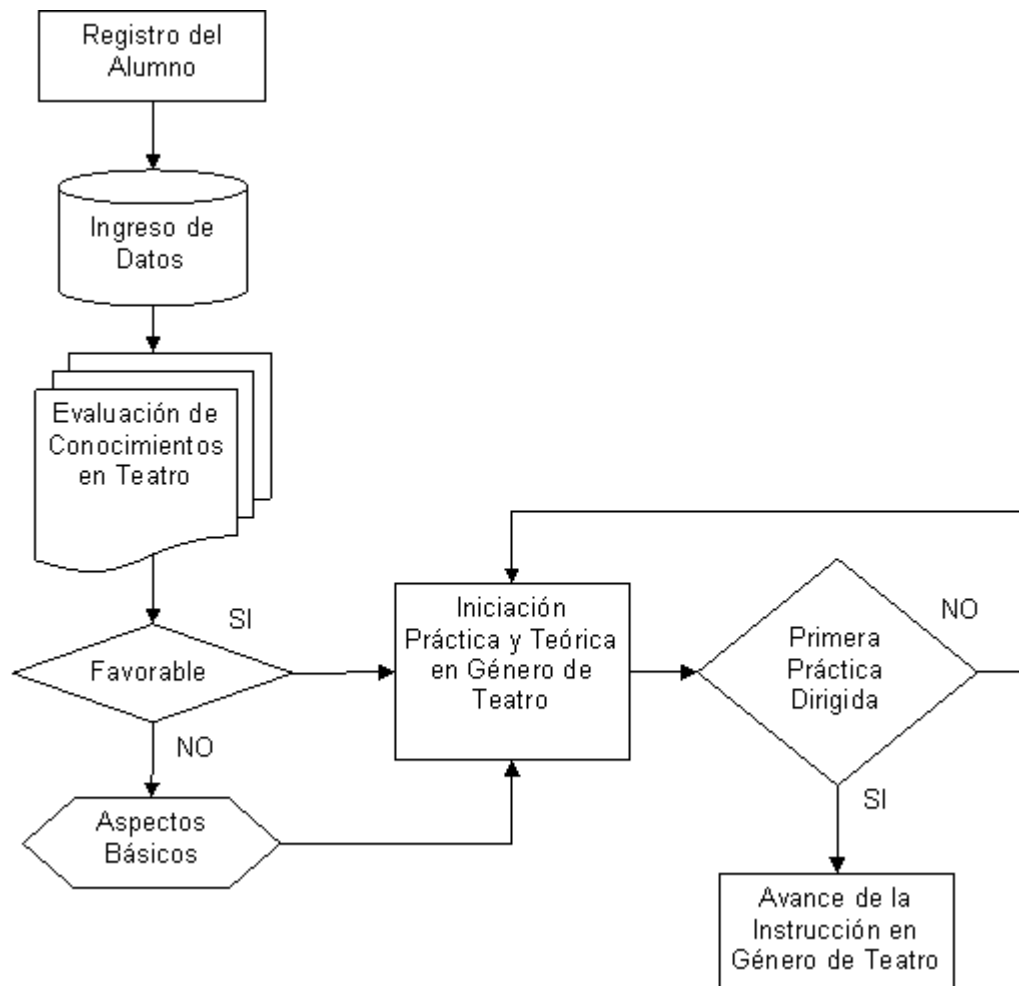 Registro del
Alumno
Ingreso de
Datos
Evaluación de
Conocimientos
en Teatro
SI
Favorable
NO
Aspectos
Básicos
Iniciación
Práctica y Teórica
en Género de
Teatro
Primera
Práctica
Dirigida
NO
SI
Avance de la
Instrucción en
Género de Teatro